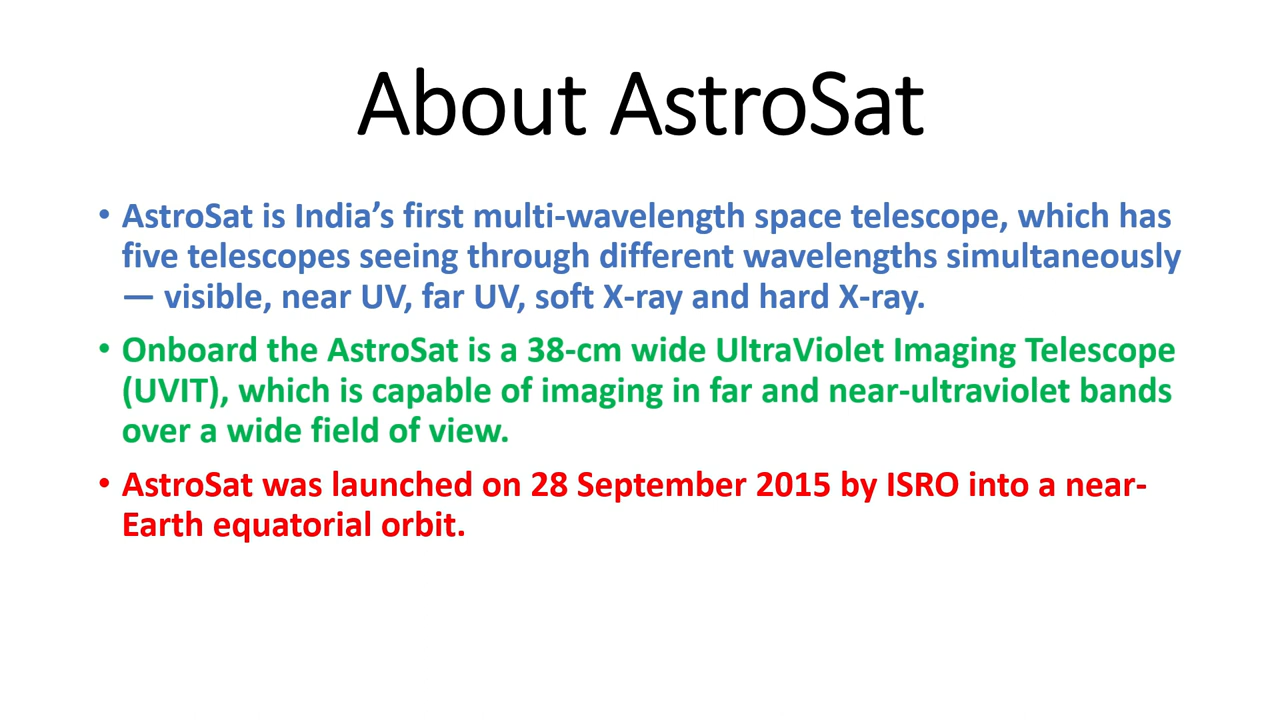 About AstroSat
• AstroSat is India’s first multi-wavelength space telescope, which has
five telescopes seeing through different wavelengths simultaneously
— visible, near UV, far UV, soft X-ray and hard X-ray.
• Onboard the AstroSat is a 38-cm wide UltraViolet Imaging Telescope
(UVIT), which is capable of imaging in far and near-ultraviolet bands
over a wide field of view.
• AstroSat was launched on 28 September 2015 by ISRO into a near-
Earth equatorial orbit.